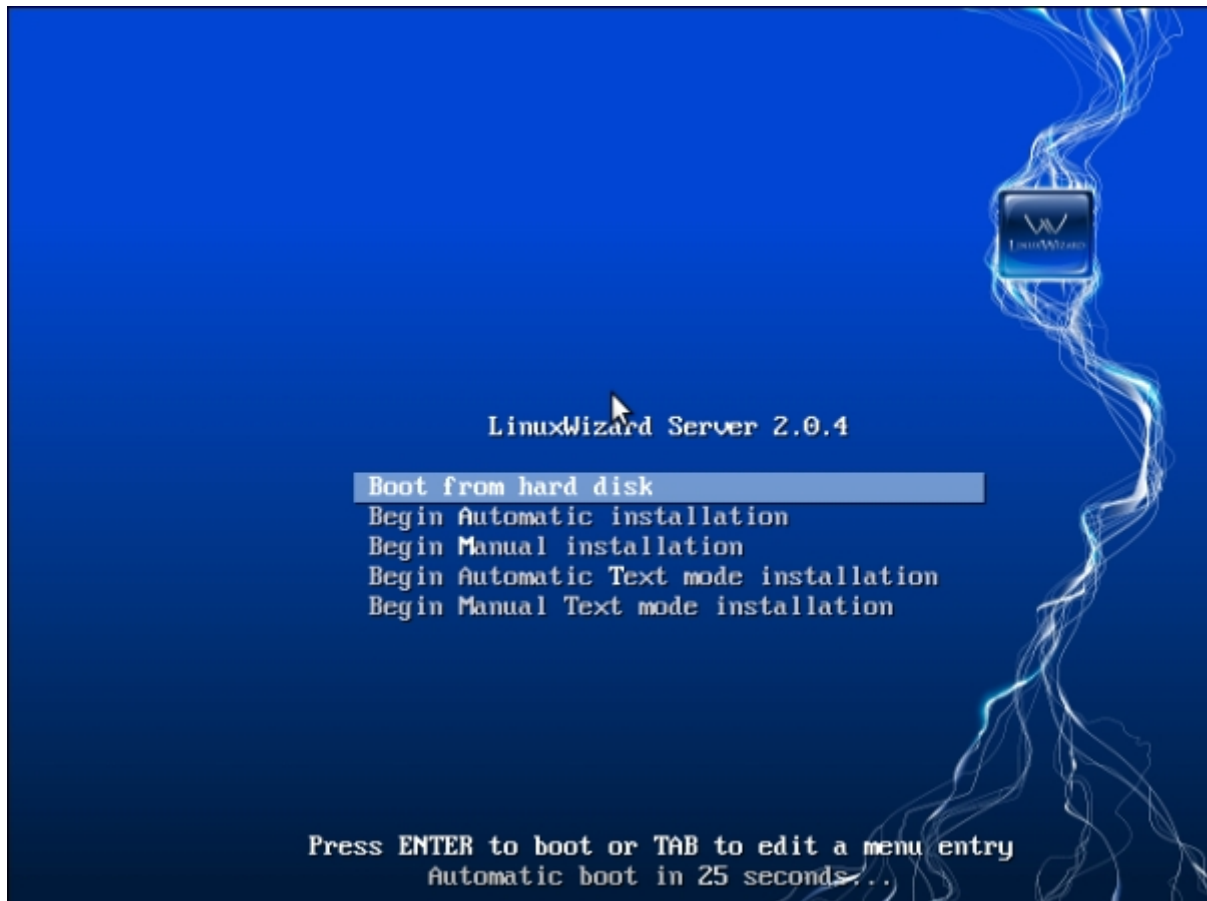 LinuxWizard
LinuxWizard Server 2.0.4
Boot from hard disk
Begin Automatic installation
Begin Manual installation
Begin Automatic Text mode installation
Begin Manual Text mode installation
Press ENTER to boot or TAB to edit a menu entry
Automatic boot in 25 seconds...